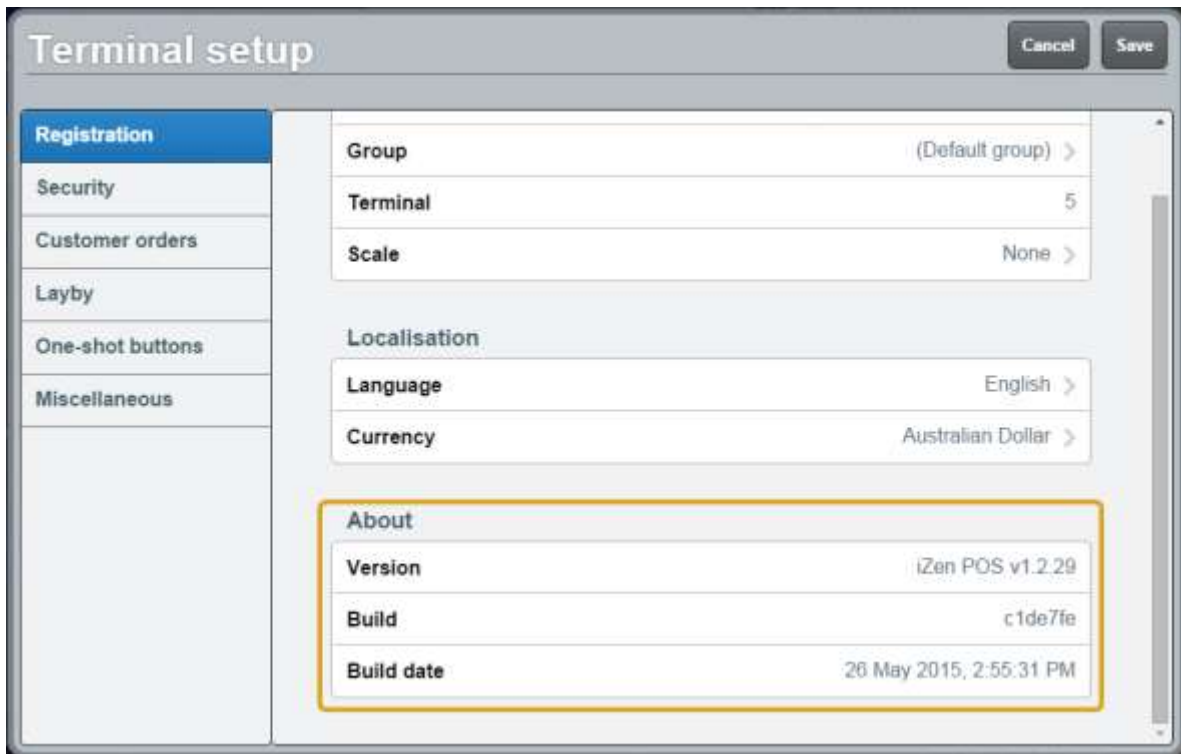 Terminal setup
Cancel
Save
Registration
Security
Customer orders
Layby
One-shot buttons
Miscellaneous
Group (Default group)
Terminal 5
Scale None
Localisation
Language English
Currency Australian Dollar
About
Version iZen POS v1.2.29
Build c1de7fe
Build date 26 May 2015, 2:55:31 PM